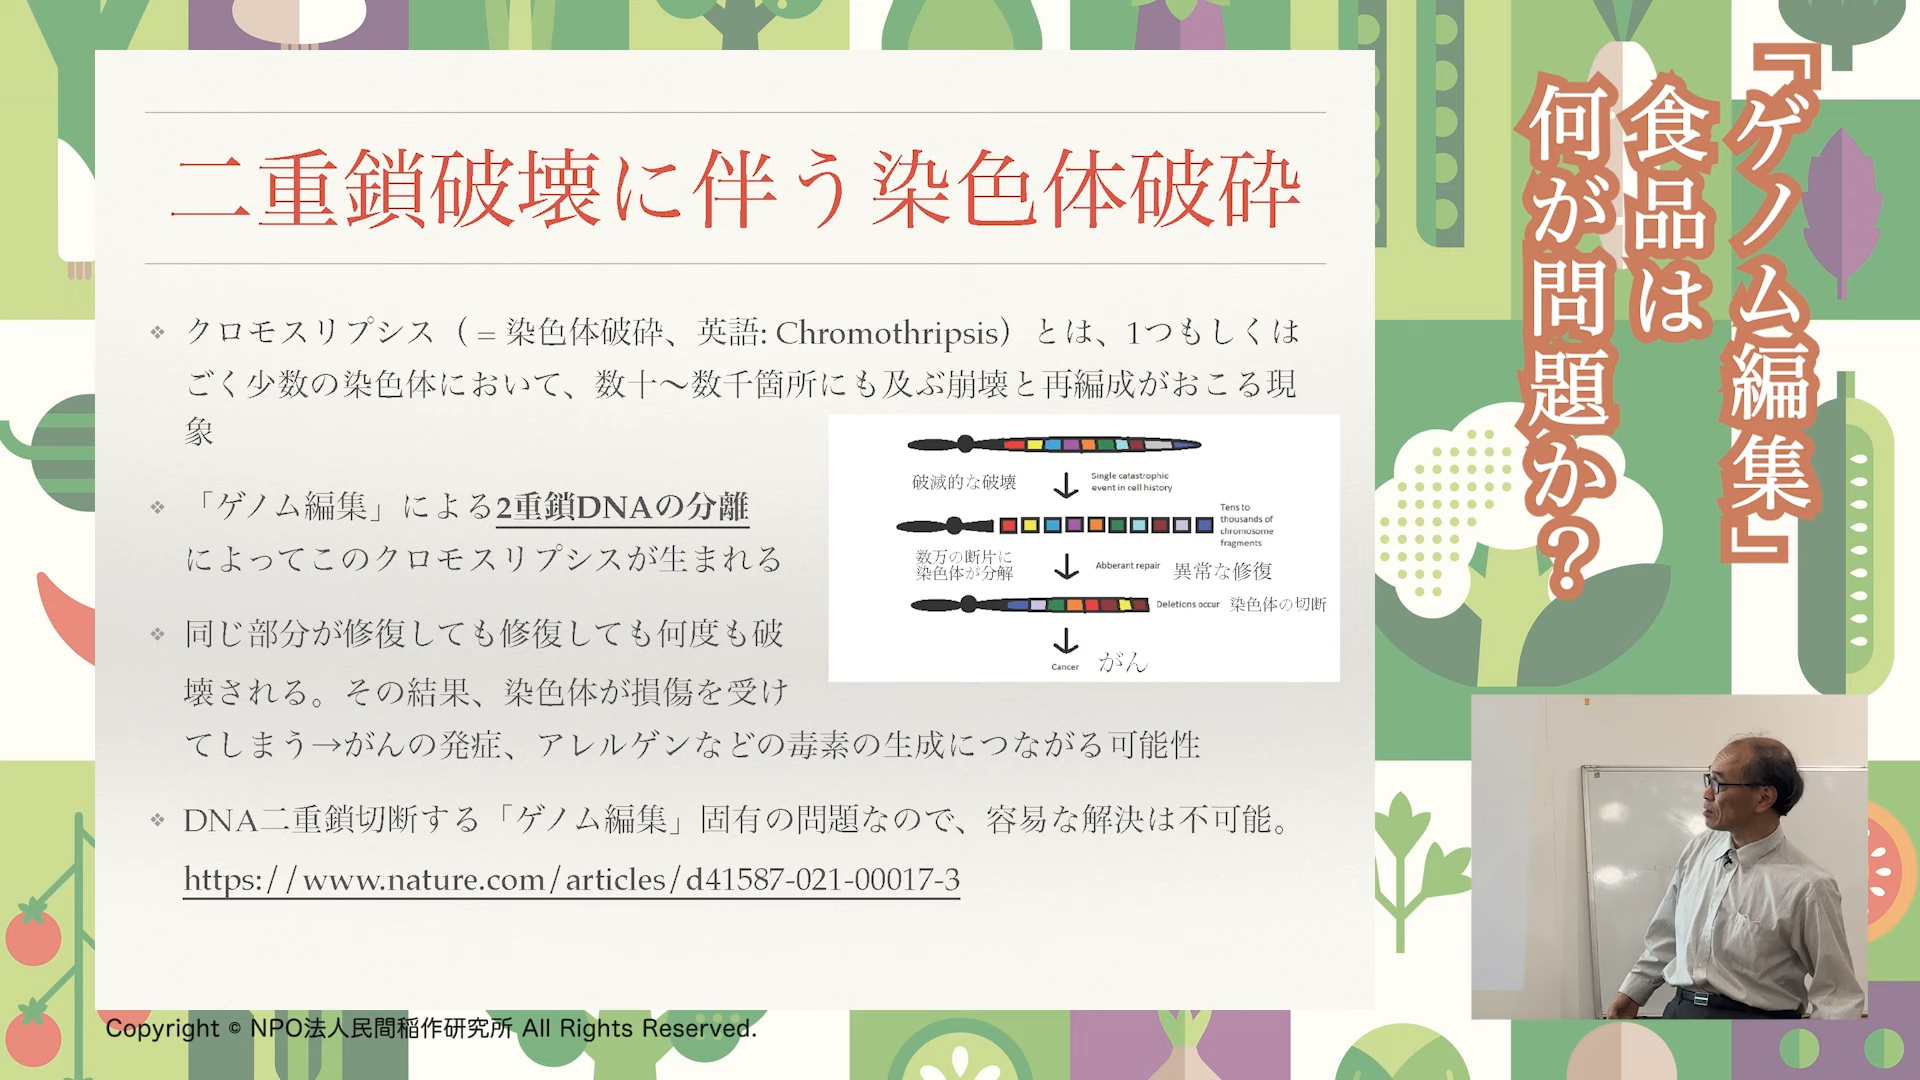 二重鎖破壊に伴う染色体破砕
クロモスリプシス（＝染色体破砕、英語: Chromothripsis）とは、1つもしくは
ごく少数の染色体において、数十〜数千箇所にも及ぶ崩壊と再編成がおこる現
象
「ゲノム編集」による2重鎖DNAの分離
によってこのクロモスリプシスが生まれる
同じ部分が修復しても修復しても何度も破
壊される。その結果、染色体が損傷を受け
てしまう→がんの発症、アレルゲンなどの毒素の生成につながる可能性
DNA二重鎖切断する「ゲノム編集」固有の問題なので、容易な解決は不可能。
https://www.nature.com/articles/d41587-021-00017-3
破滅的な破壊
Single catastrophic
event in cell history
Tens to
thousands of
chromosome
fragments
数万の断片に
染色体が分解
Abberant repair
異常な修復
Deletions occur
染色体の切断
Cancer
がん
『ゲノム編集』
食品は
何が問題か？
Copyright © NPO法人民間稲作研究所 All Rights Reserved.